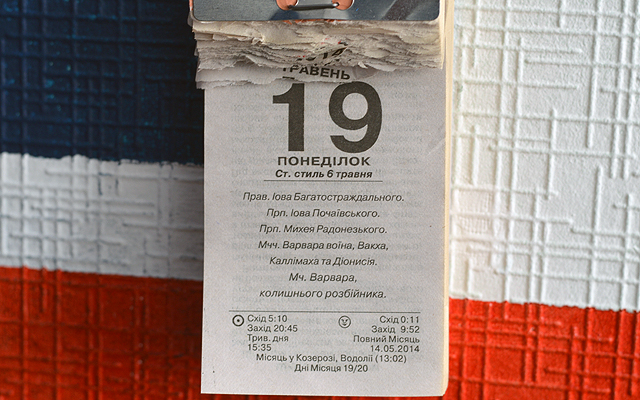 ТРАВЕНЬ
19
ПОНЕДІЛОК
Ст. стиль 6 травня
Прав. Іова Багатостраждального.
Прп. Іова Почаївського.
Прп. Михея Радонезького.
Мчч. Варвара воїна, Вакха,
Каллімаха та Діонисія.
Мч. Варвара,
колишнього розбійника.
Схід 5:10 Схід 0:11
Захід 20:45 Захід 9:52
Трив. дня Повний Місяць
15:35 14.05.2014
Місяць у Козерозі, Водолії (13:02)
Дні Місяця 19/20